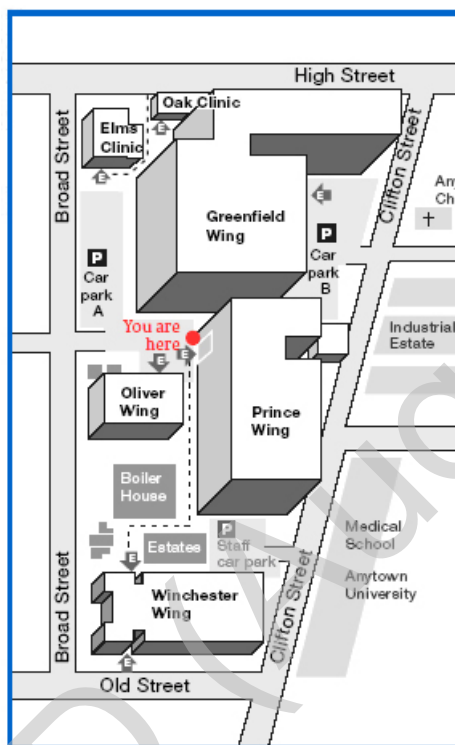 High Street
Oak Clinic
E
Elms
Clinic
E
Broad Street
Clifton Street
Any
Ch
Greenfield
Wing
E
P
Car
park
A
P
Car
park
B
You are
here
E
E
Industrial
Estate
Oliver
Wing
Prince
Wing
Boiler
House
P
Staff
car park
Estates
E
Medical
School
Anytown
University
Winchester
Wing
Broad Street
Clifton Street
E
Old Street